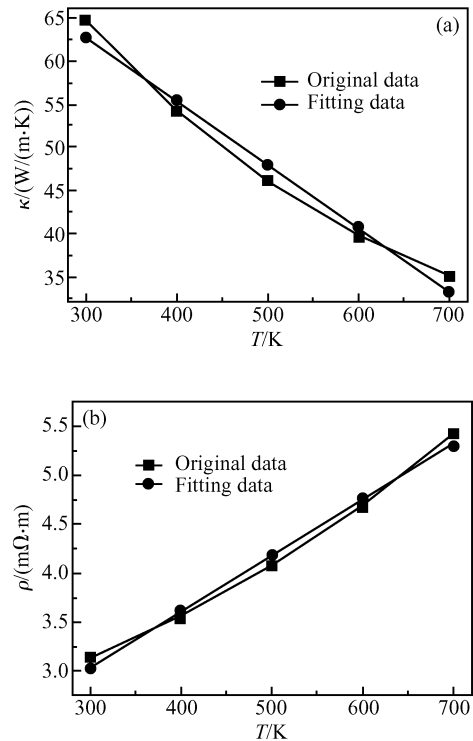 (a)
65
60
55
50
45
40
35
κ/(W/(m·K))
Original data
Fitting data
300 400 500 600 700
T/K
(b)
5.5
5.0
4.5
4.0
3.5
3.0
ρ/(mΩ·m)
Original data
Fitting data
300 400 500 600 700
T/K